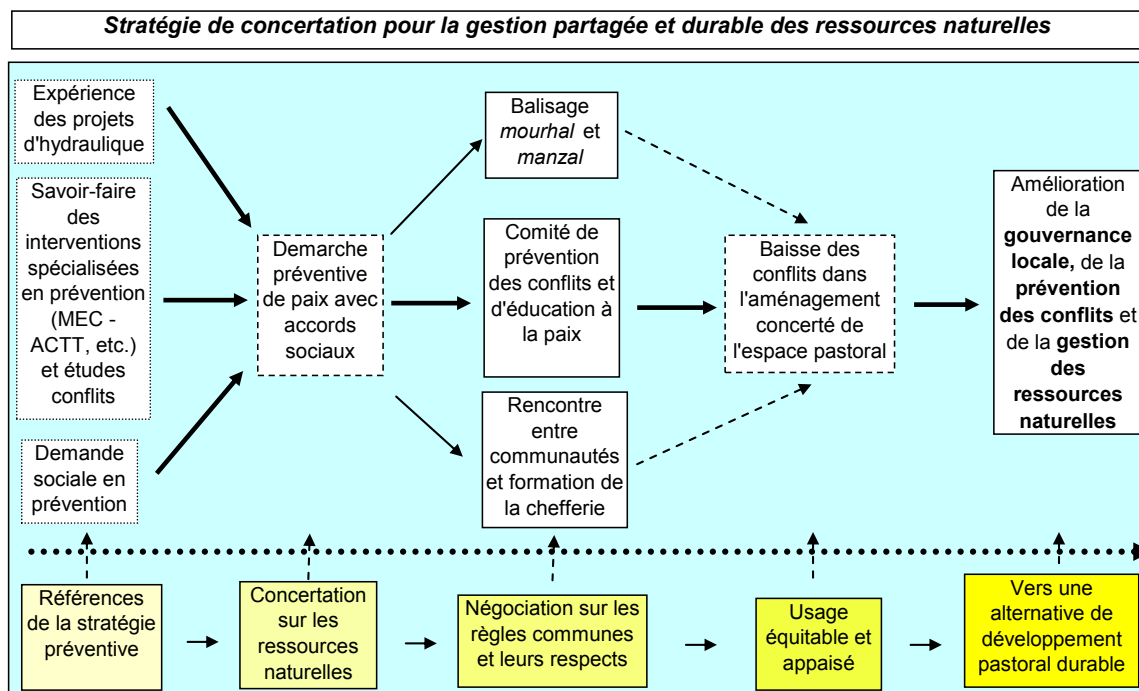 Stratégie de concertation pour la gestion partagée et durable des ressources naturelles
Expérience
des projets
d'hydraulique
Savoir-faire
des
interventions
spécialisées
en prévention
(MEC -
ACTT, etc.)
et études
conflits
Demande
sociale en
prévention
Demarche
préventive
de paix avec
accords
sociaux
Balisage
mourhal et
manzal
Comité de
prévention
des conflits et
d'éducation à
la paix
Rencontre
entre
communautés
et formation de
la chefferie
Baisse des
conflits dans
l'aménagement
concerté de
l'espace pastoral
Amélioration
de la
gouvernance
locale, de la
prévention
des conflits et
de la gestion
des
ressources
naturelles
Références
de la stratégie
préventive
Concertation
sur les
ressources
naturelles
Négociation sur les
règles communes
et leurs respects
Usage
équitable et
appaisé
Vers une
alternative de
développement
pastoral durable